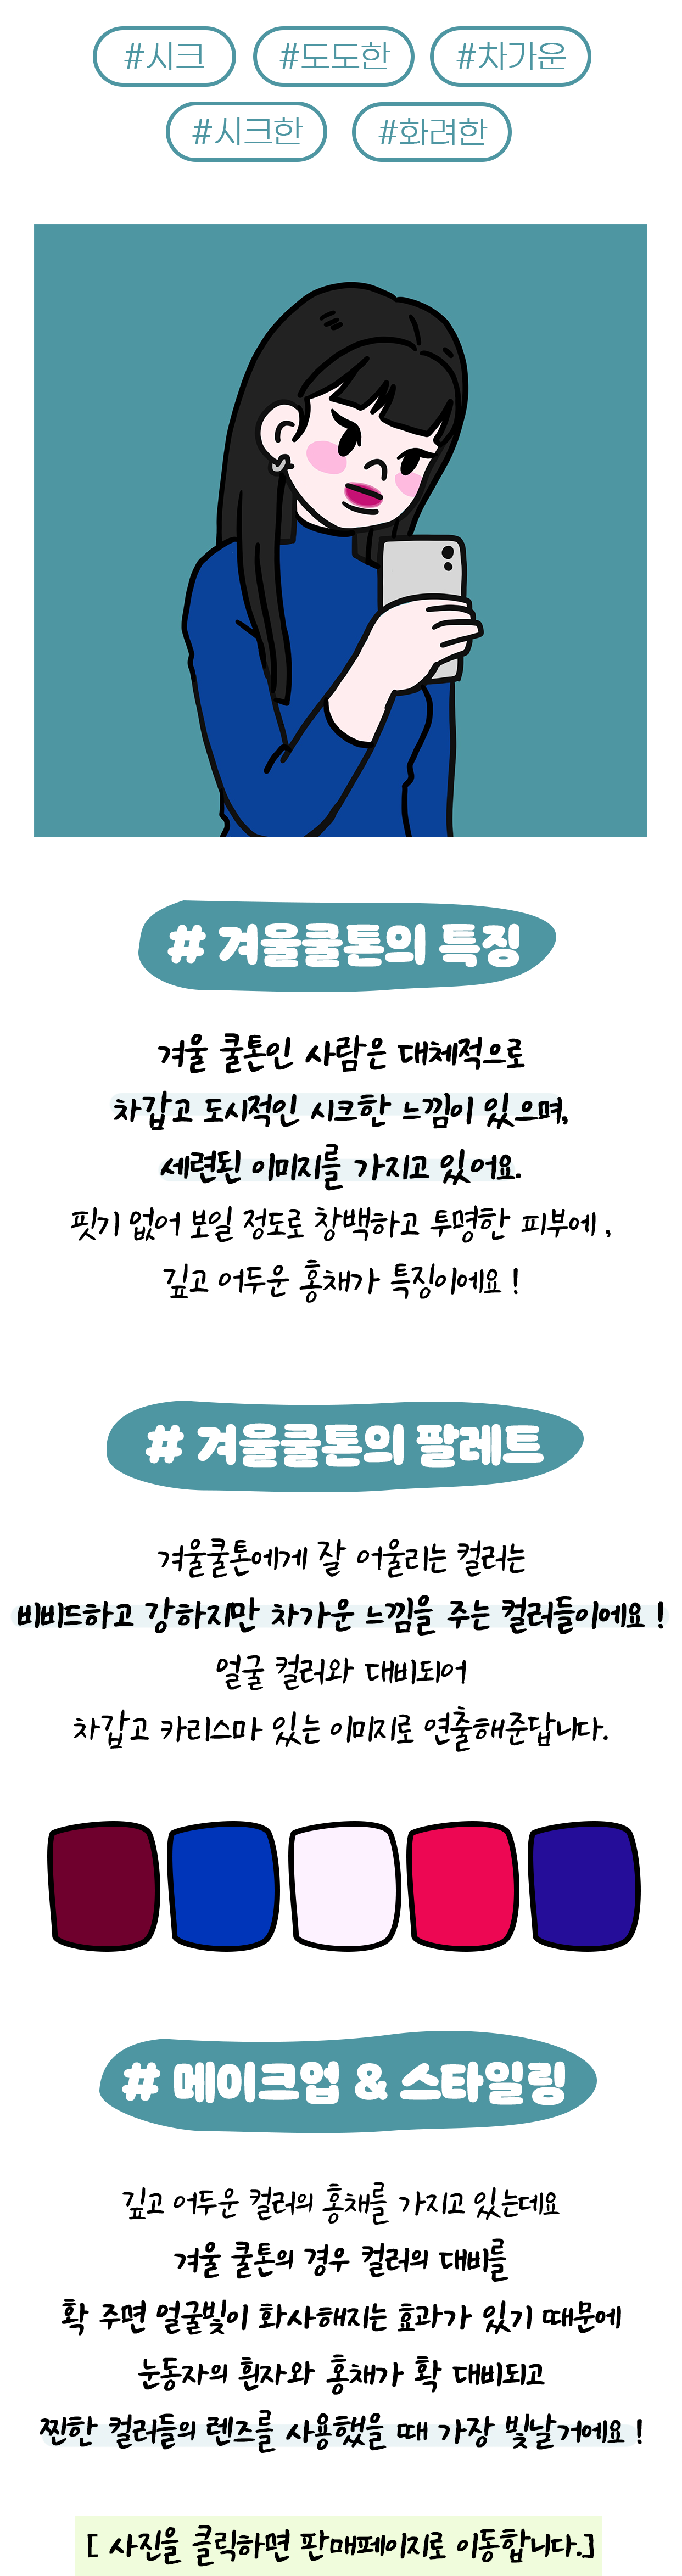 #시크 #도도한 #차가운
#시크한 #화려한
# 겨울쿨톤의 특징
겨울 쿨톤인 사람은 대체적으로
차갑고 도시적인 시크한 느낌이 있으며,
세련된 이미지를 가지고 있어요.
핏기 없어 보일 정도로 창백하고 투명한 피부에 ,
깊고 어두운 홍채가 특징이에요 !
# 겨울쿨톤의 팔레트
겨울쿨톤에게 잘 어울리는 컬러는
비비드하고 강하지만 차가운 느낌을 주는 컬러들이에요 !
얼굴 컬러와 대비되어
차갑고 카리스마 있는 이미지로 연출해준답니다.
# 메이크업 & 스타일링
깊고 어두운 컬러의 홍채를 가지고 있는데요
겨울 쿨톤의 경우 컬러의 대비를
확 주면 얼굴빛이 화사해지는 효과가 있기 때문에
눈동자의 흰자와 홍채가 확 대비되고
찐한 컬러들의 렌즈를 사용했을 때 가장 빛날거에요 !
[ 사진을 클릭하면 판매페이지로 이동합니다.]